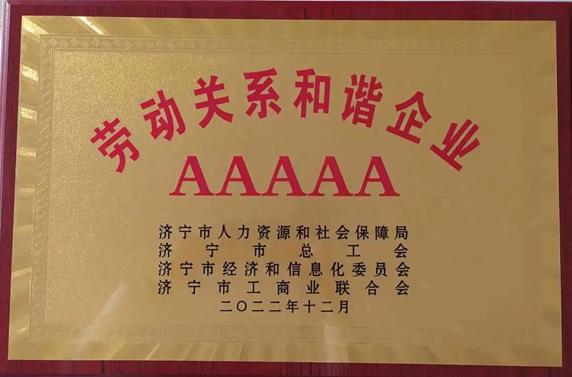 劳动关系和谐企业
AAAAA
济宁市人力资源和社会保障局
济宁市总工会
济宁市经济和信息化委员会
济宁市工商业联合会
二〇二二年十二月